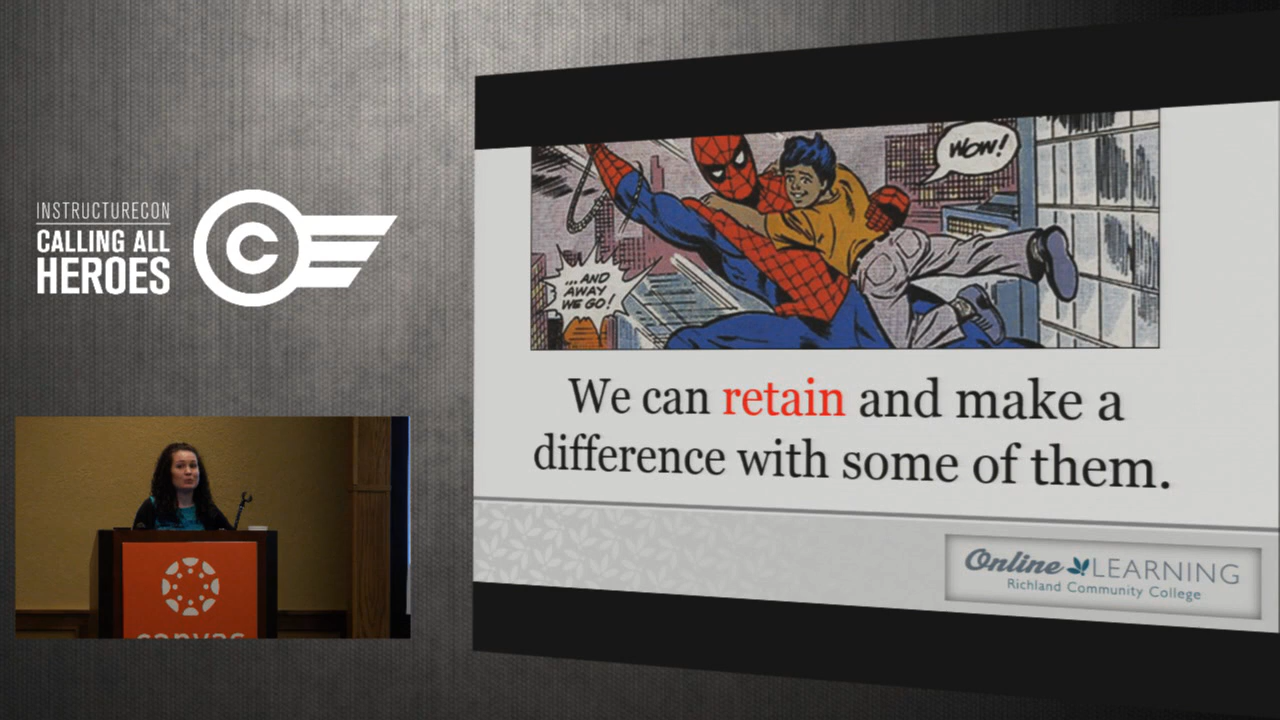 INSTRUCTURECON
CALLING ALL
HEROES
C
WOW!
...AND
AWAY
WE GO!
We can retain and make a
difference with some of them.
Online LEARNING
Richland Community College
canvas